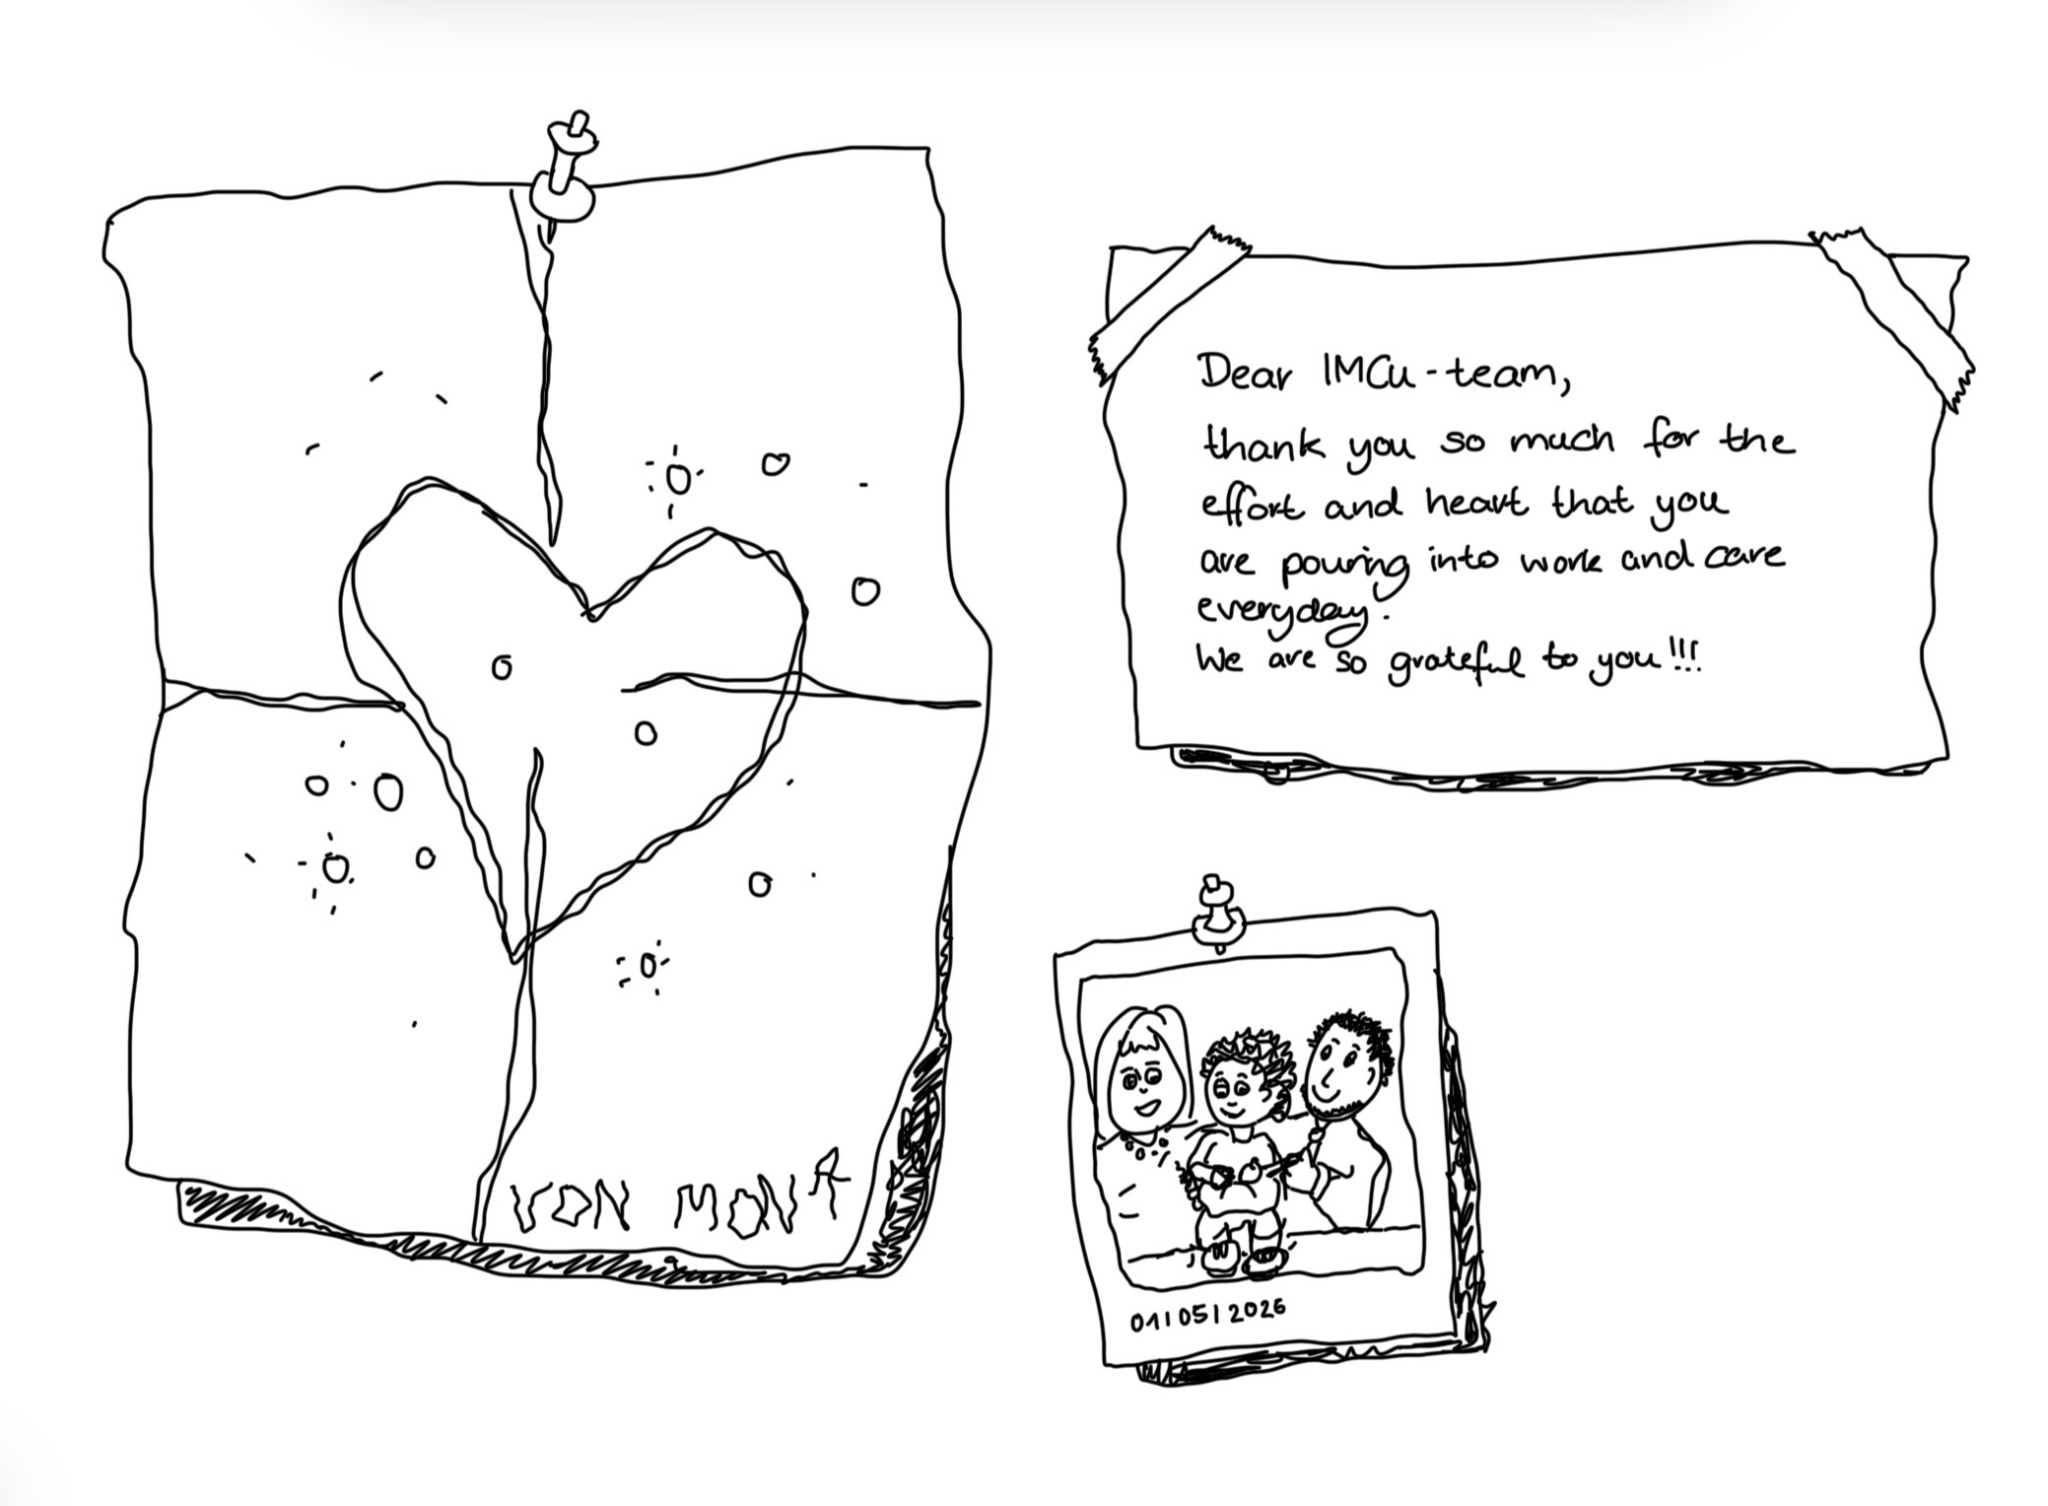 VON MONA
Dear IMCu-team,
thank you so much for the
effort and heart that you
are pouring into work and care
everyday.
We are so grateful to you!!!
01|05|2026